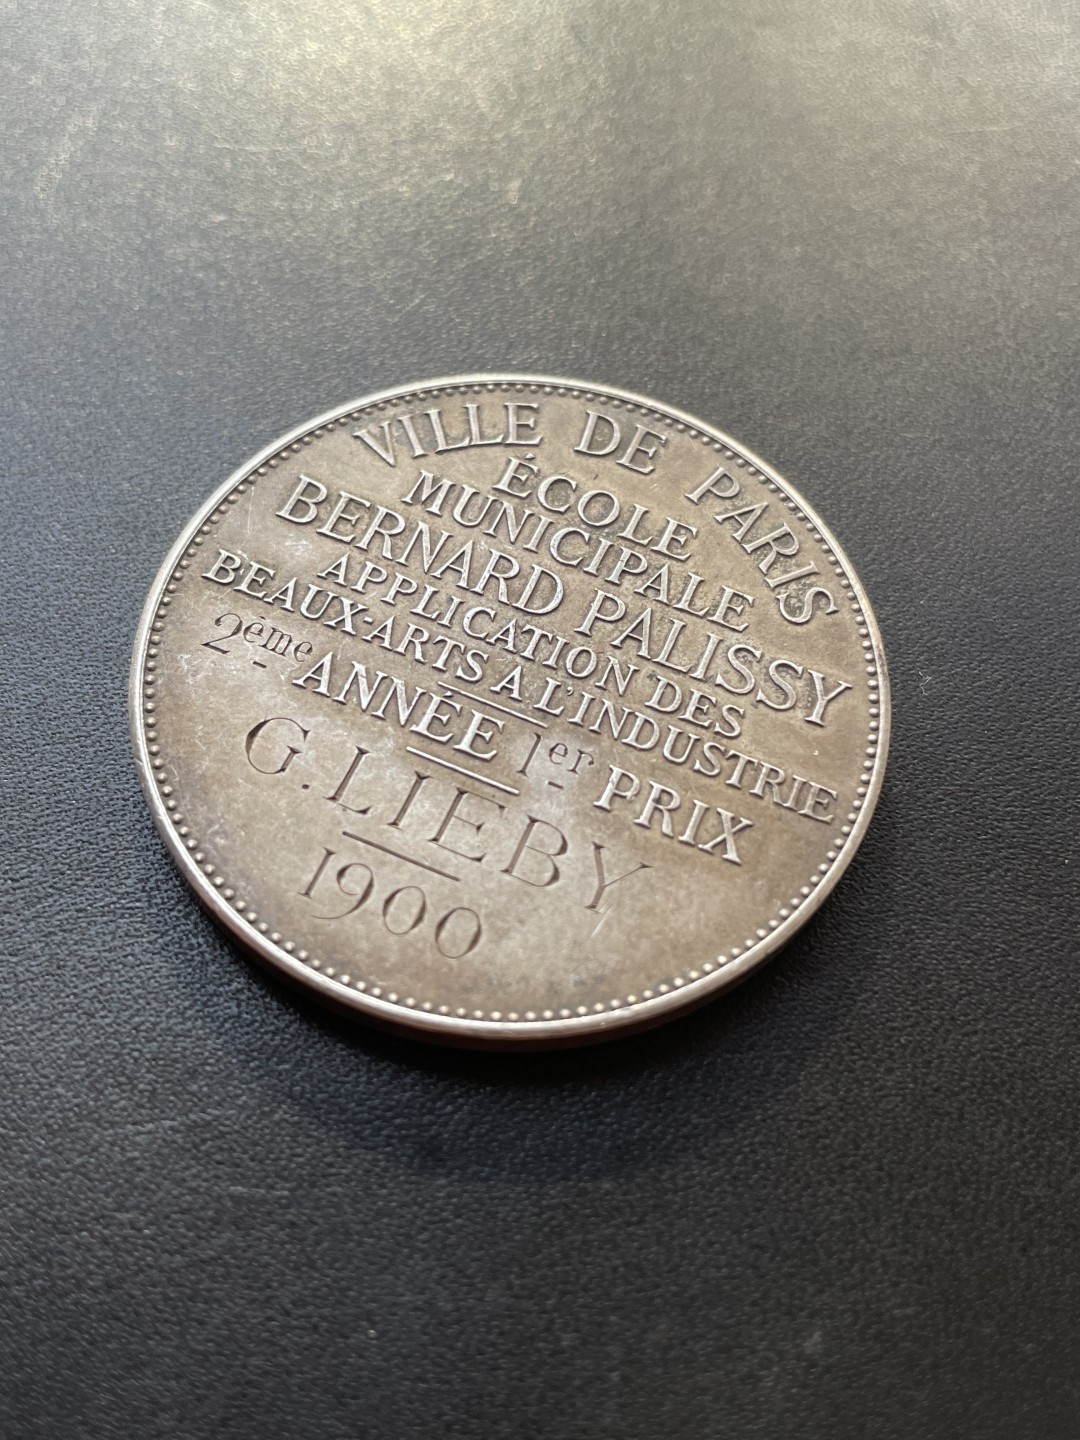 VILLE DE PARIS
ÉCOLE
MUNICIPALE
BERNARD PALISSY
APPLICATION DES
BEAUX-ARTS A L'INDUSTRIE
2ème ANNÉE 1er PRIX
G. LIEBY
1900